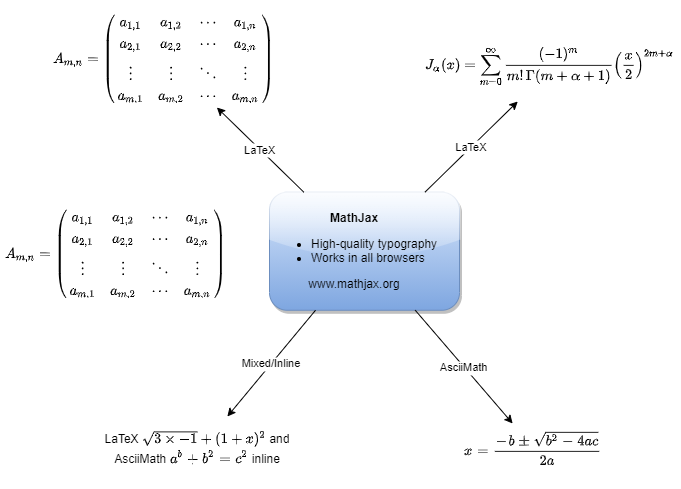 $A_{m,n} = \begin{pmatrix} a_{1,1} & a_{1,2} & \cdots & a_{1,n} \\ a_{2,1} & a_{2,2} & \cdots & a_{2,n} \\ \vdots & \vdots & \ddots & \vdots \\ a_{m,1} & a_{m,2} & \cdots & a_{m,n} \end{pmatrix}$
$J_\alpha(x) = \sum_{m=0}^{\infty} \frac{(-1)^m}{m!\,\Gamma(m+\alpha+1)} \left(\frac{x}{2}\right)^{2m+\alpha}$
LaTeX
LaTeX
$A_{m,n} = \begin{pmatrix} a_{1,1} & a_{1,2} & \cdots & a_{1,n} \\ a_{2,1} & a_{2,2} & \cdots & a_{2,n} \\ \vdots & \vdots & \ddots & \vdots \\ a_{m,1} & a_{m,2} & \cdots & a_{m,n} \end{pmatrix}$
MathJax
• High-quality typography
• Works in all browsers
www.mathjax.org
Mixed/Inline
AsciiMath
LaTeX $\sqrt{3 \times -1} + (1+x)^2$ and
AsciiMath $a^b + b^2 = c^2$ inline
$x = \frac{-b \pm \sqrt{b^2 - 4ac}}{2a}$